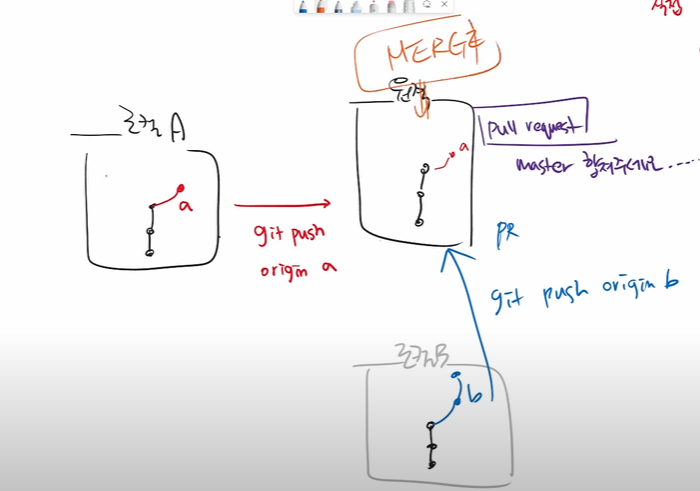 MERGE
원격
로컬 A
pull request
a
master 합쳐주세요....
a
git push
origin a
PR
git push origin b
로컬B
b